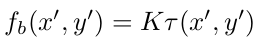 f_b(x′, y′) = Kτ(x′, y′)